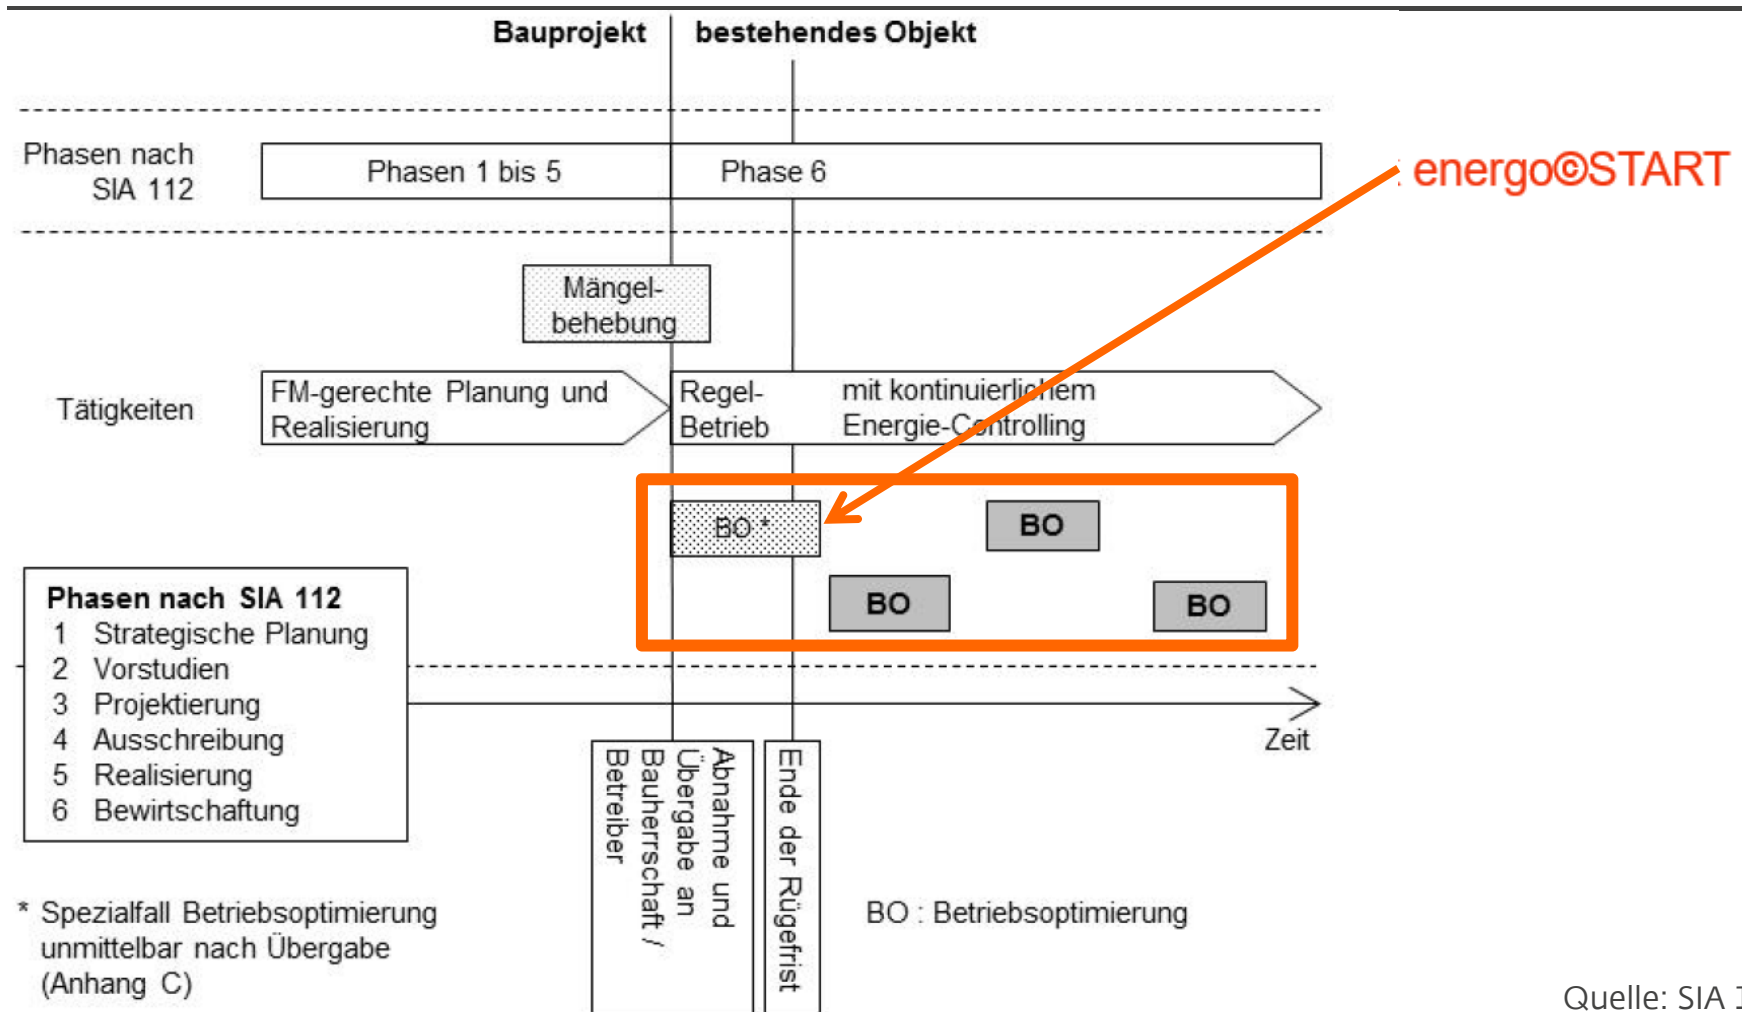 Bauprojekt
bestehendes Objekt
Phasen nach
SIA 112
Phasen 1 bis 5
Phase 6
energo©START
Mängel-
behebung
Tätigkeiten
FM-gerechte Planung und
Realisierung
Regel-
Betrieb
mit kontinuierlichem
Energie-Controlling
BO *
BO
BO
BO
Phasen nach SIA 112
1 Strategische Planung
2 Vorstudien
3 Projektierung
4 Ausschreibung
5 Realisierung
6 Bewirtschaftung
Zeit
Abnahme und
Übergabe an
Bauherrschaft /
Betreiber
Ende der Rügefrist
* Spezialfall Betriebsoptimierung
unmittelbar nach Übergabe
(Anhang C)
BO : Betriebsoptimierung
Quelle: SIA